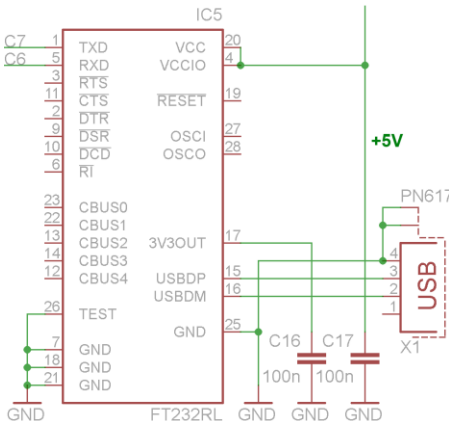 IC5
C7 1 TXD VCC 20
C6 5 RXD VCCIO 4
3 RTS
11 CTS RESET 19
2 DTR
9 DSR OSCI 27
10 DCD OSCO 28
6 RI
+5V
PN617
23 CBUS0
22 CBUS1
13 CBUS2 3V3OUT 17
14 CBUS3
12 CBUS4 USBDP 15
USBDM 16
4
3
2
1
USB
X1
26 TEST
GND 25
7 GND
18 GND
21 GND
C16 C17
100n 100n
GND FT232RL GND GND GND